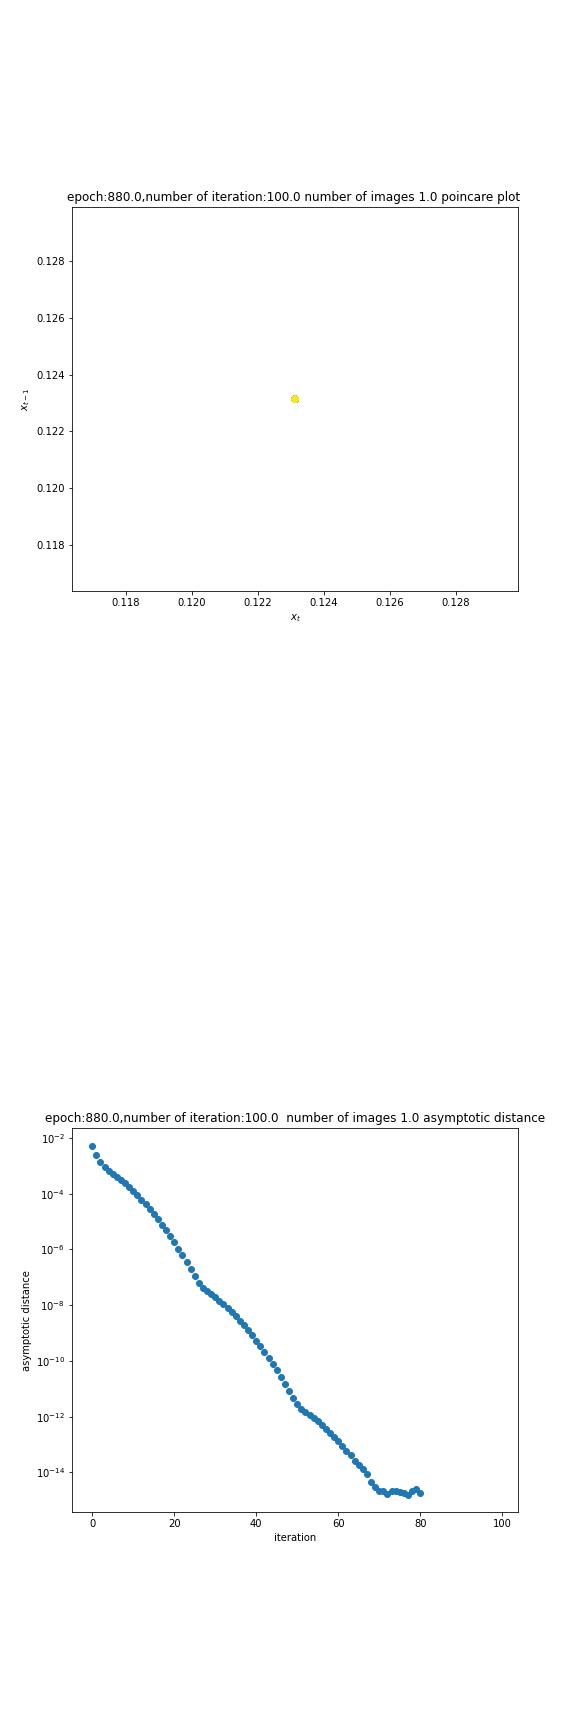 epoch:880.0,number of iteration:100.0 number of images 1.0 poincare plot
0.128
0.126
0.124
0.122
0.120
0.118
x_{t−1}
0.118 0.120 0.122 0.124 0.126 0.128
x_t
epoch:880.0,number of iteration:100.0  number of images 1.0 asymptotic distance
10^{−2}
10^{−4}
10^{−6}
10^{−8}
10^{−10}
10^{−12}
10^{−14}
asymptotic distance
0 20 40 60 80 100
iteration